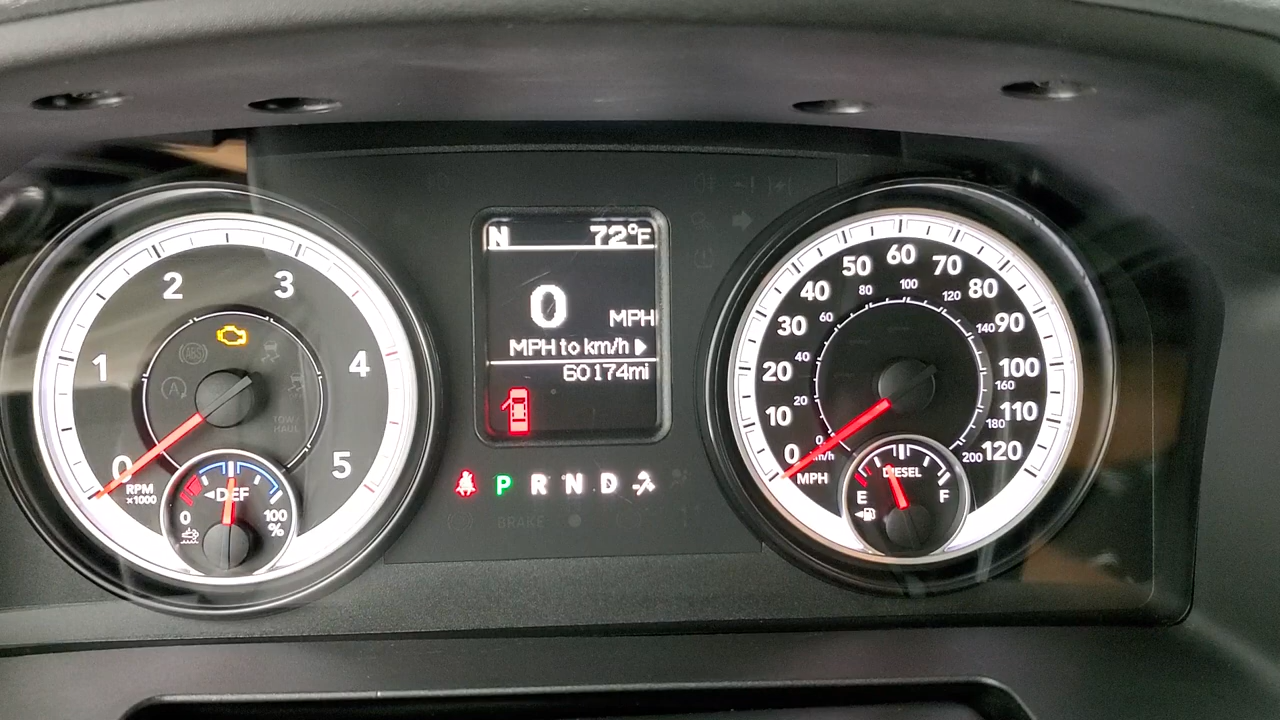 N 72°F
0 MPH
MPH to km/h
60174mi
P R N D
BRAKE
0 1 2 3 4 5
RPM
x1000
ABS
A
TOW/
HAUL
DEF
0 100
%
0 10 20 30 40 50 60 70 80 90 100 110 120
MPH
0 20 40 60 80 100 120 140 160 180 200
km/h
DIESEL
E F